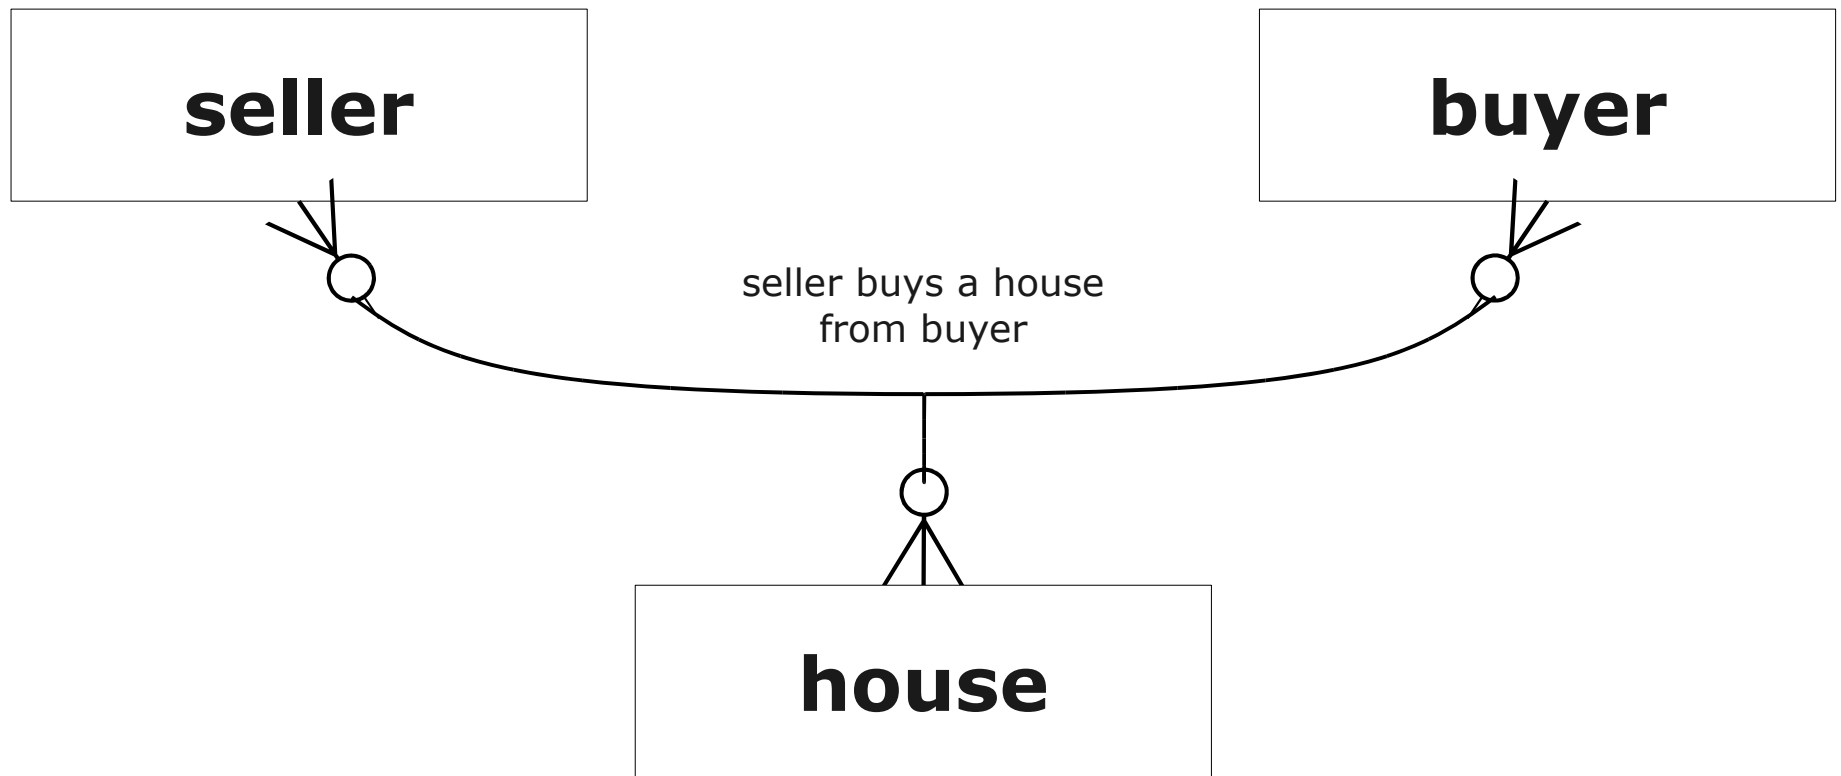 seller
buyer
seller buys a house
from buyer
house